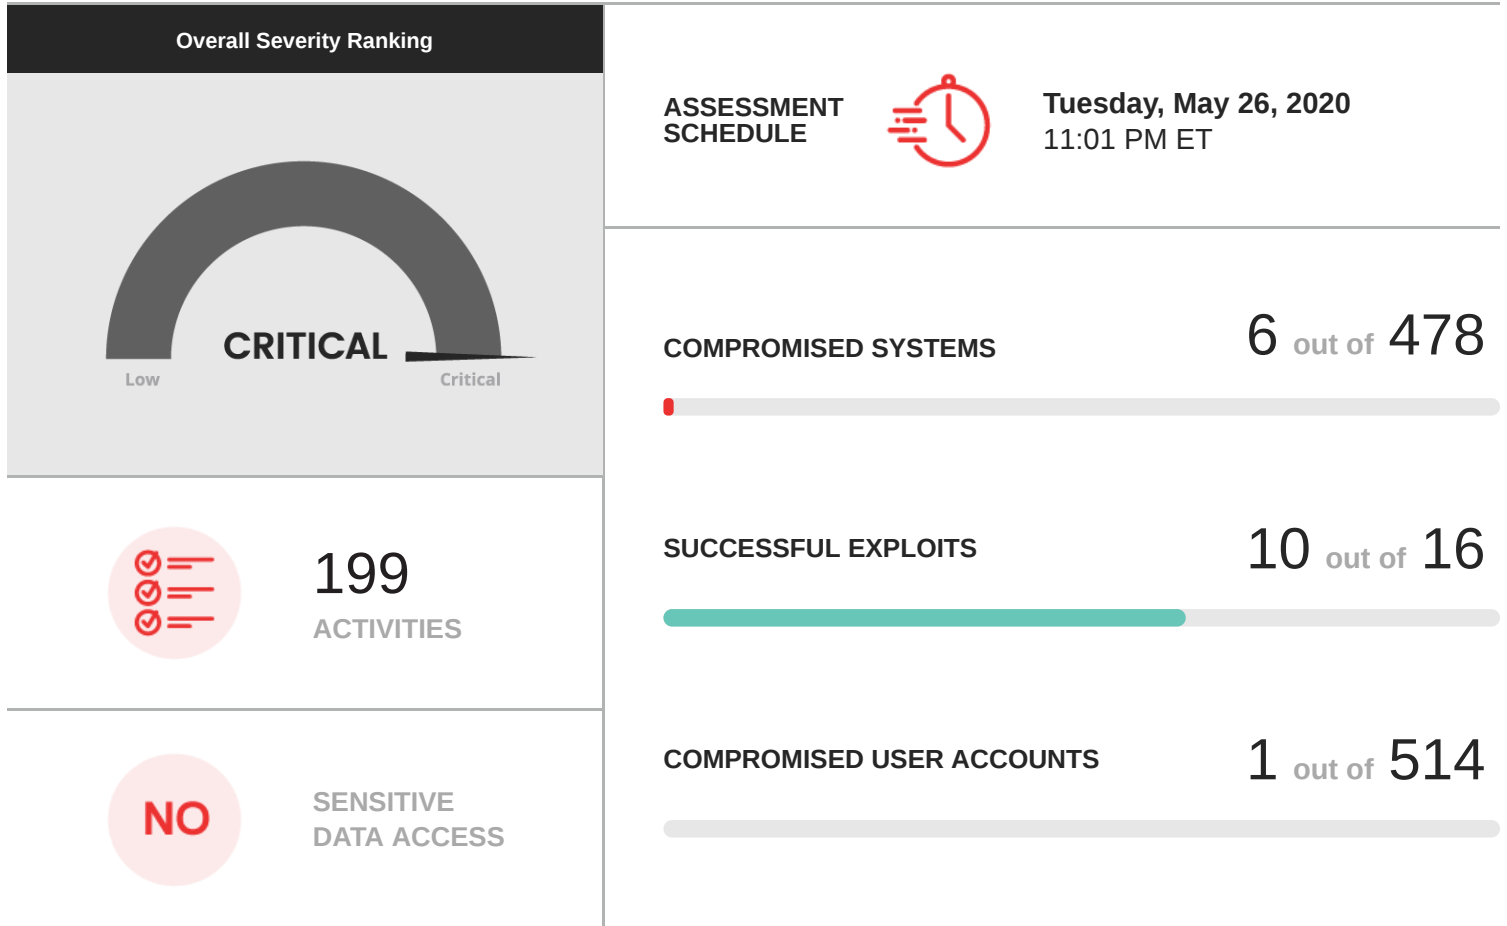 Overall Severity Ranking
CRITICAL
Low
Critical
199
ACTIVITIES
NO
SENSITIVE
DATA ACCESS
ASSESSMENT
SCHEDULE
Tuesday, May 26, 2020
11:01 PM ET
COMPROMISED SYSTEMS
6 out of 478
SUCCESSFUL EXPLOITS
10 out of 16
COMPROMISED USER ACCOUNTS
1 out of 514